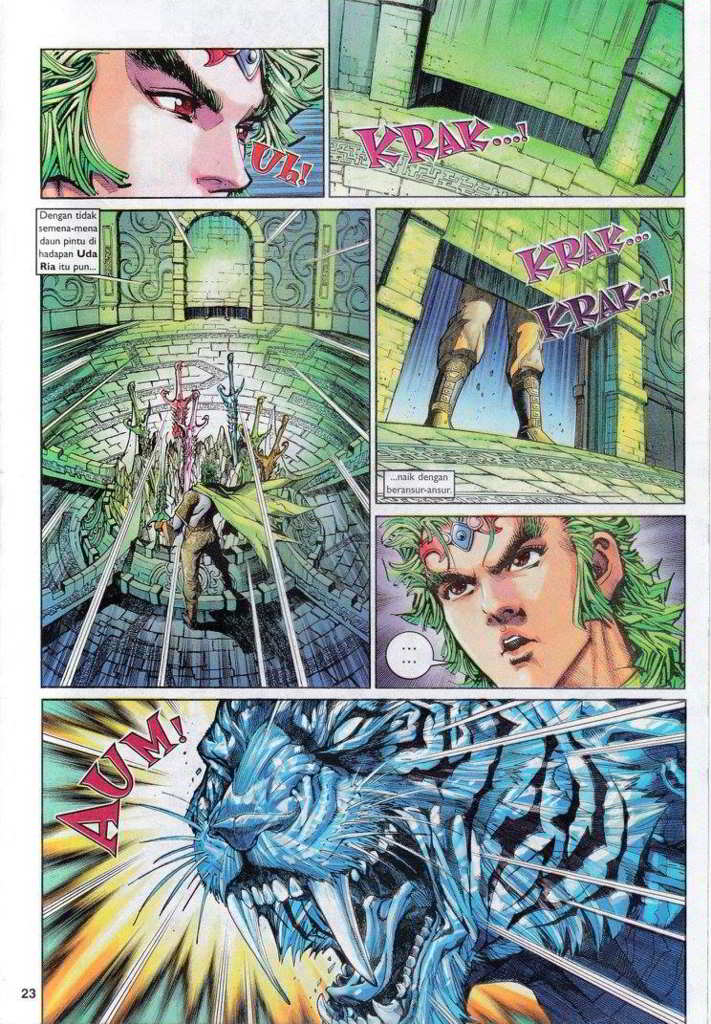 Uh!
KRAK...!
Dengan tidak
semena-mena
daun pintu di
hadapan Uda
Ria itu pun...
KRAK...
KRAK...!
...naik dengan
beransur-ansur.
...
...
AUM!
23